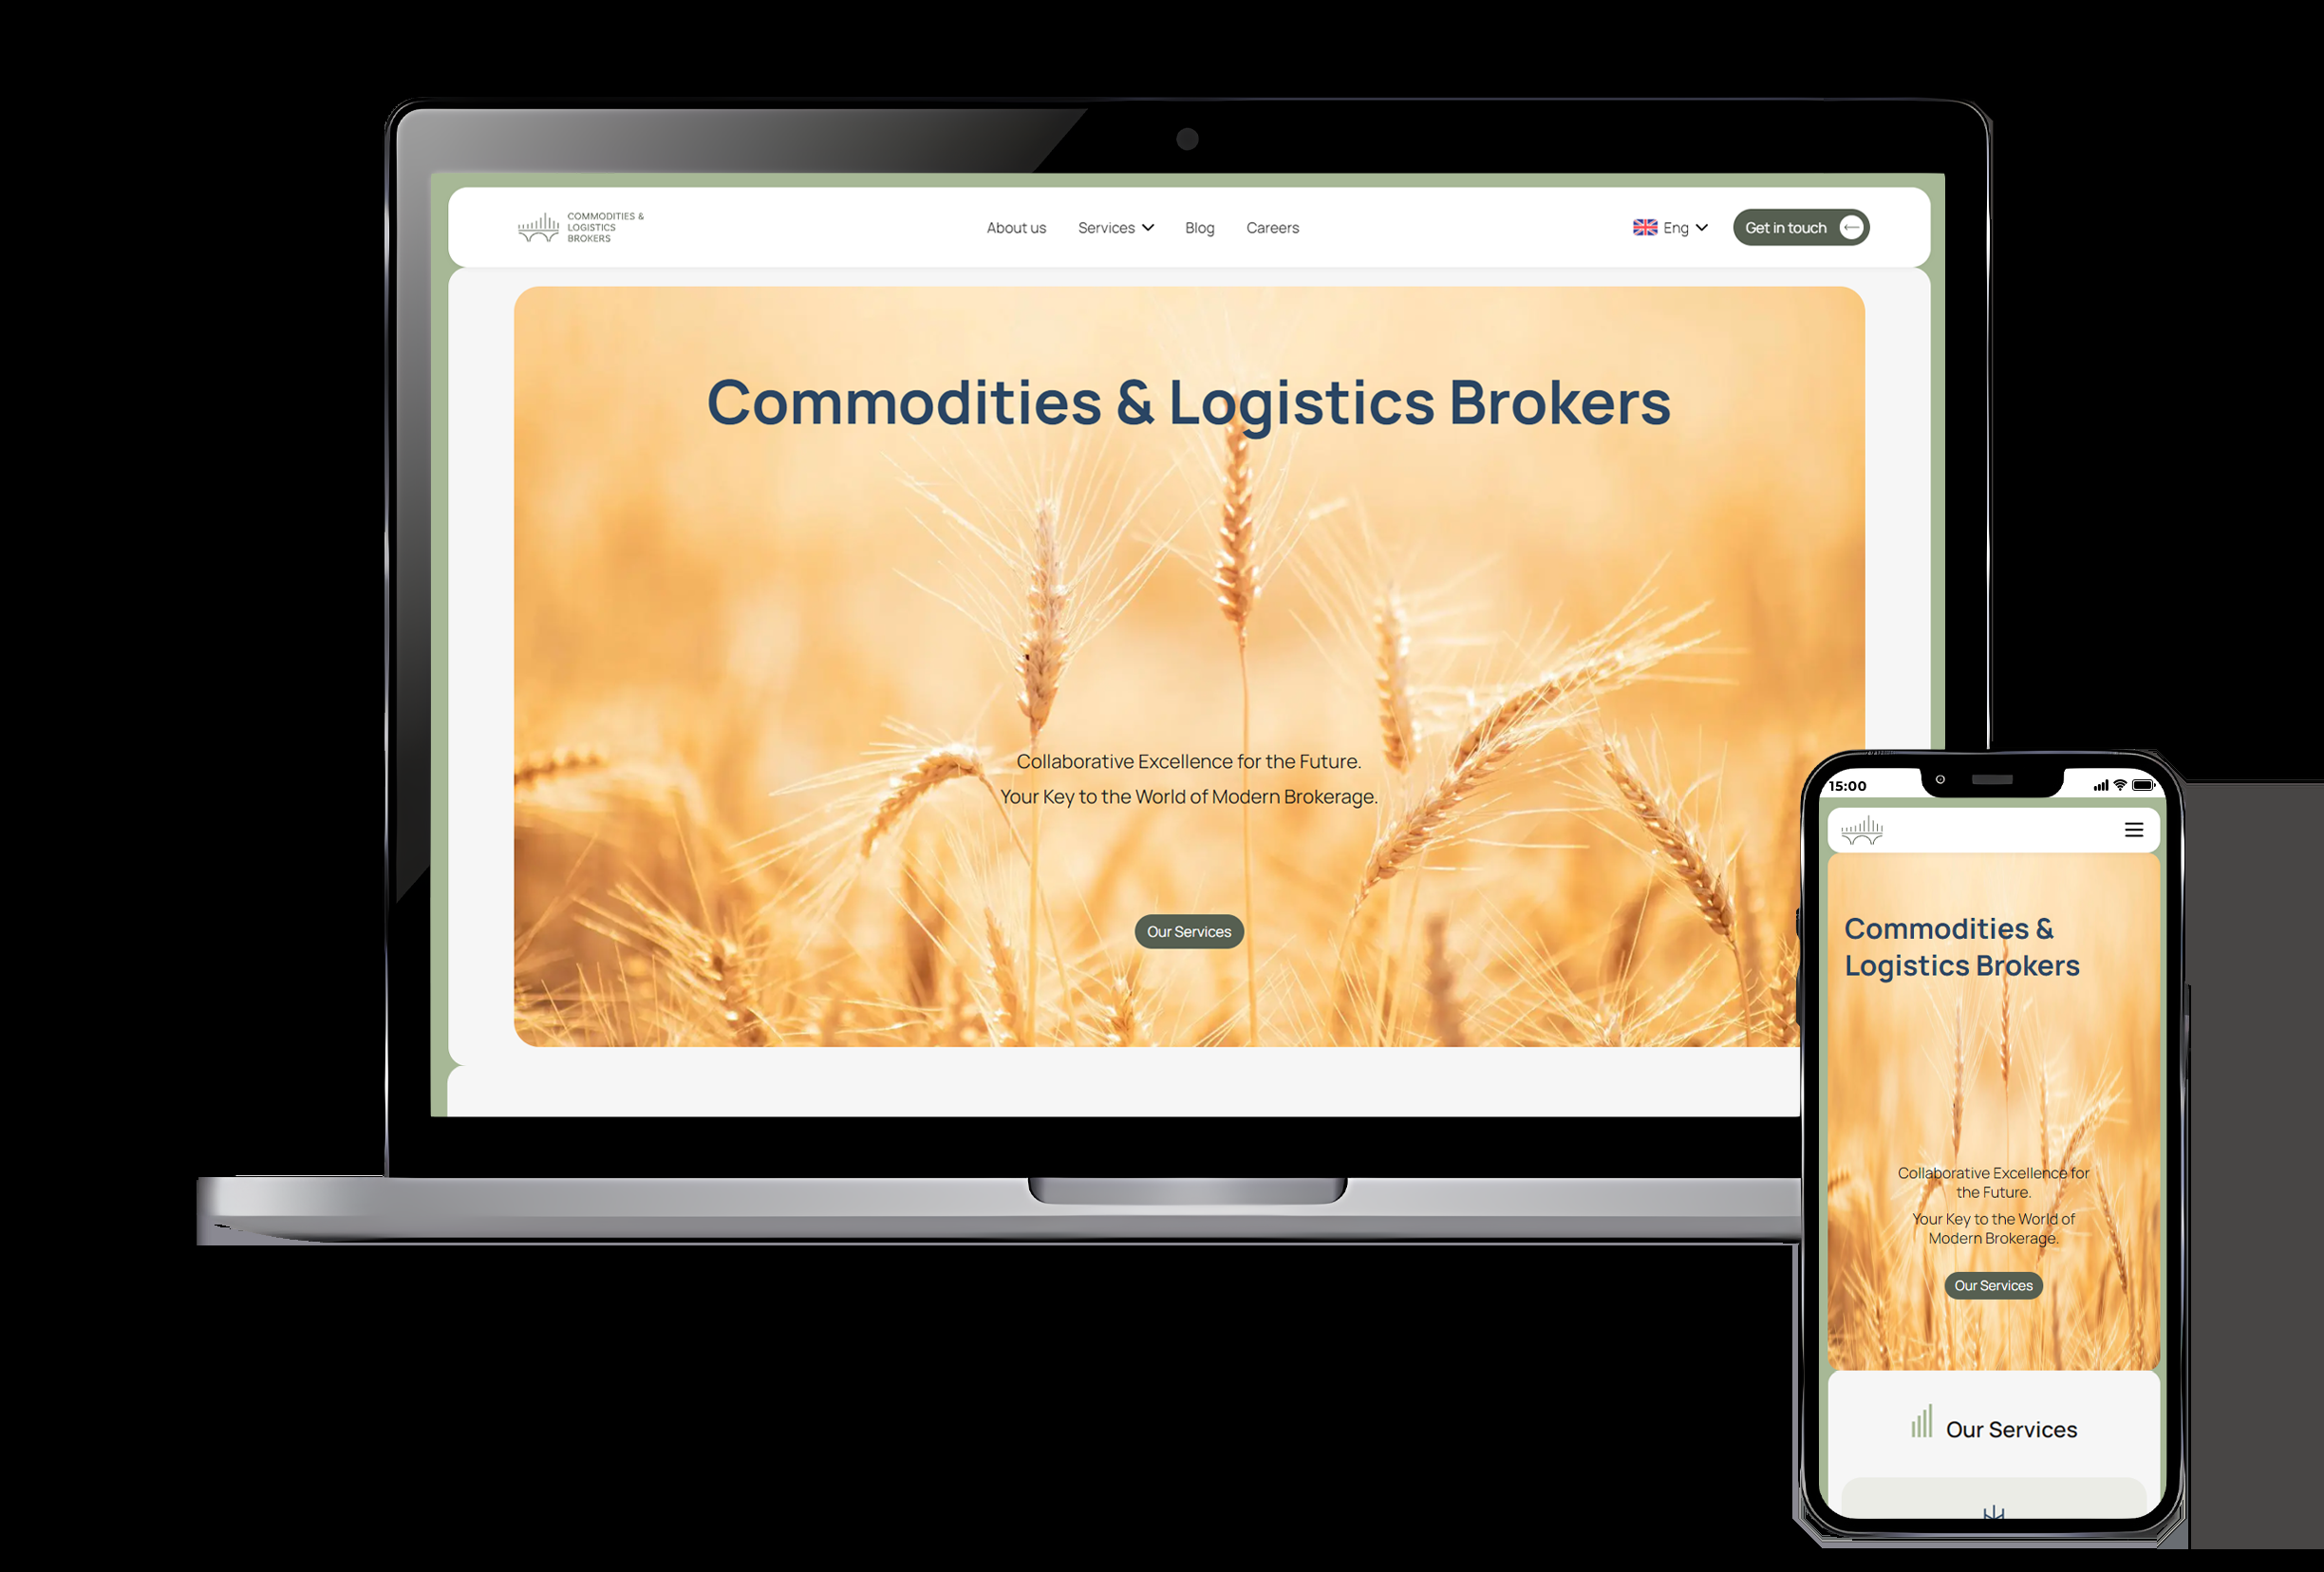 COMMODITIES &
LOGISTICS
BROKERS
About us Services Blog Careers
Eng Get in touch
Commodities & Logistics Brokers
Collaborative Excellence for the Future.
Your Key to the World of Modern Brokerage.
Our Services
15:00
Commodities &
Logistics Brokers
Collaborative Excellence for
the Future.
Your Key to the World of
Modern Brokerage.
Our Services
Our Services